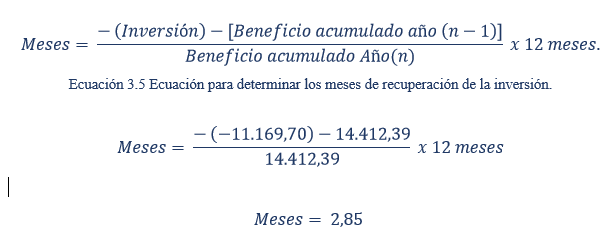 Meses = \frac{-(Inversión) - [Beneficio acumulado año (n - 1)]}{Beneficio acumulado Año(n)} x 12 meses.
Ecuación 3.5 Ecuación para determinar los meses de recuperación de la inversión.
Meses = \frac{-(-11.169,70) - 14.412,39}{14.412,39} x 12 meses
Meses = 2,85